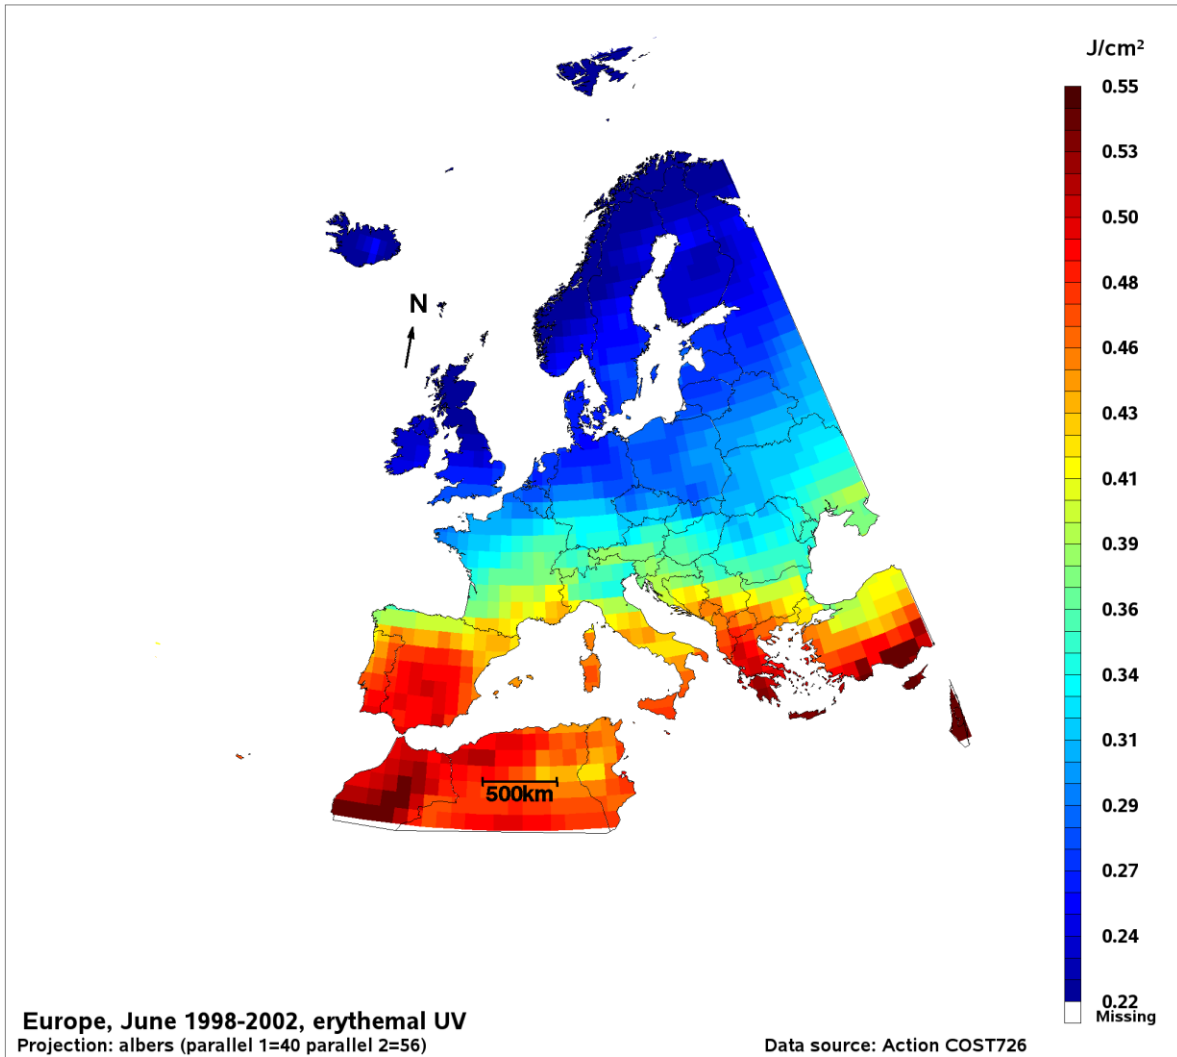 J/cm²
0.55
0.53
0.50
0.48
0.46
0.43
0.41
0.39
0.36
0.34
0.31
0.29
0.27
0.24
0.22
Missing
N
500km
Europe, June 1998-2002, erythemal UV
Projection: albers (parallel 1=40 parallel 2=56)
Data source: Action COST726